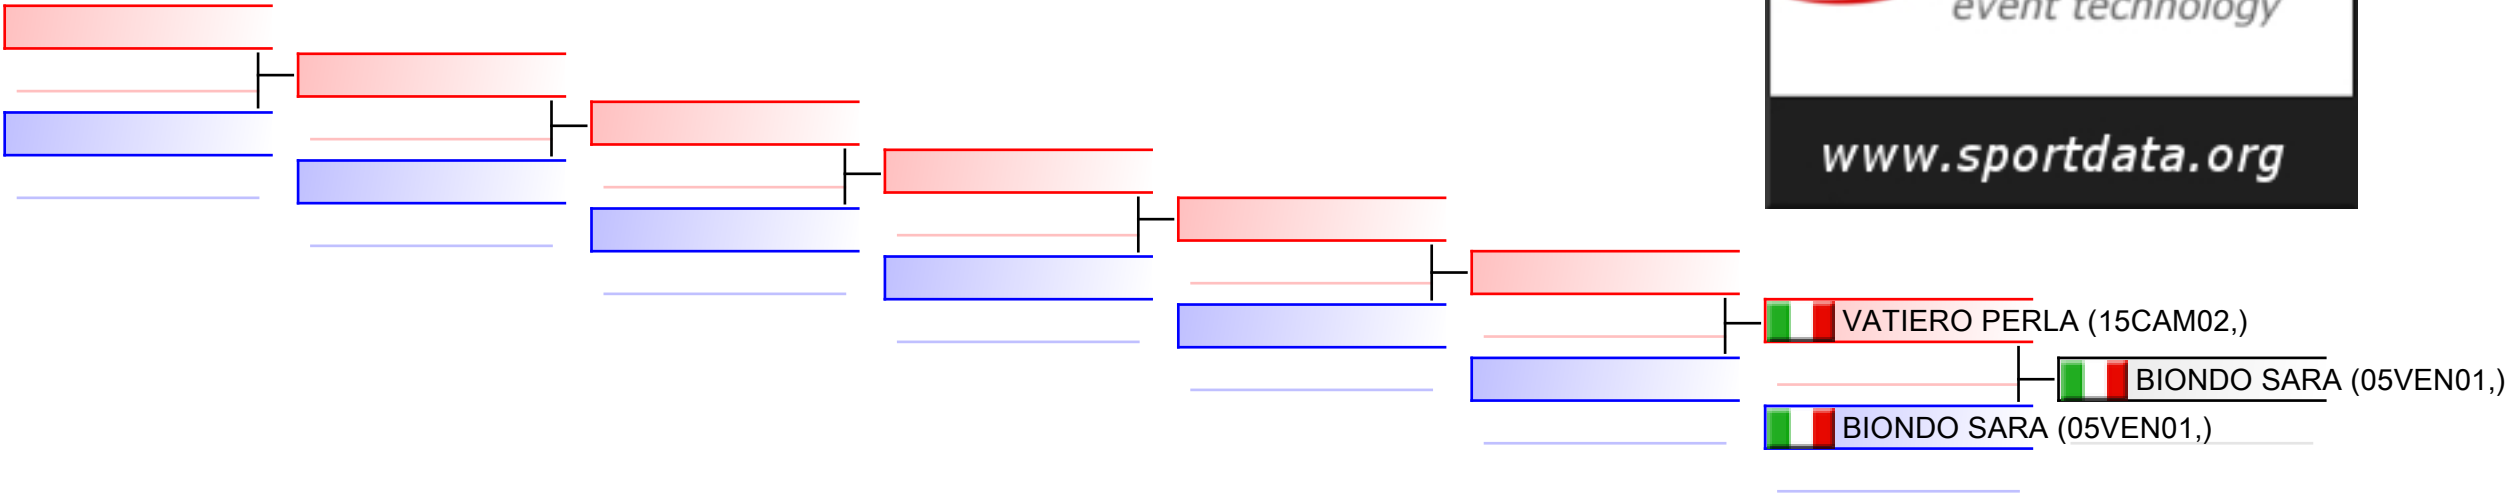 event technology
www.sportdata.org
VATIERO PERLA (15CAM02,)
BIONDO SARA (05VEN01,)
BIONDO SARA (05VEN01,)